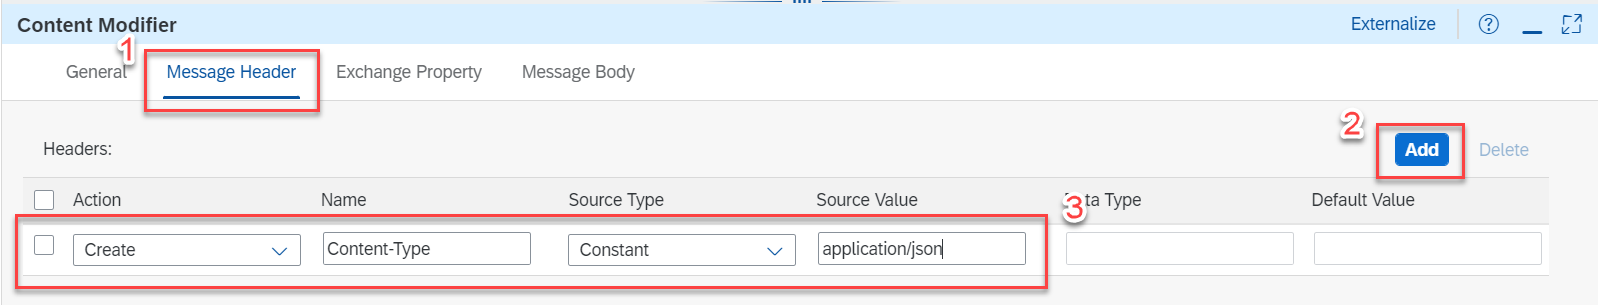 Content Modifier
Externalize
1
General
Message Header
Exchange Property
Message Body
2
Headers:
Add
Delete
Action
Name
Source Type
Source Value
3
ta Type
Default Value
Create
Content-Type
Constant
application/json